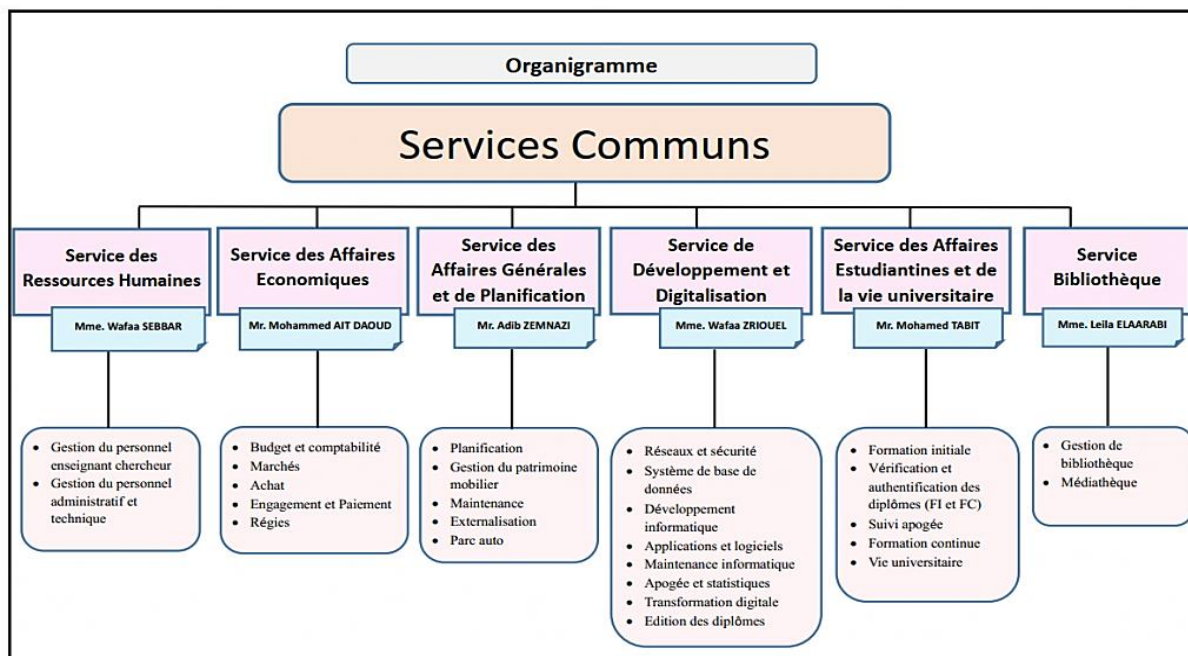 Organigramme
Services Communs
Service des
Ressources Humaines
Mme. Wafaa SEBBAR
• Gestion du personnel
enseignant chercheur
• Gestion du personnel
administratif et
technique
Service des Affaires
Economiques
Mr. Mohammed AIT DAOUD
• Budget et comptabilité
• Marchés
• Achat
• Engagement et Paiement
• Régies
Service des
Affaires Générales
et de Planification
Mr. Adib ZEMNAZI
• Planification
• Gestion du patrimoine
mobilier
• Maintenance
• Externalisation
• Parc auto
Service de
Développement et
Digitalisation
Mme. Wafaa ZRIOUEL
• Réseaux et sécurité
• Système de base de
données
• Développement
informatique
• Applications et logiciels
• Maintenance informatique
• Apogée et statistiques
• Transformation digitale
• Edition des diplômes
Service des Affaires
Estudiantines et de
la vie universitaire
Mr. Mohamed TABIT
• Formation initiale
• Vérification et
authentification des
diplômes (FI et FC)
• Suivi apogée
• Formation continue
• Vie universitaire
Service
Bibliothèque
Mme. Leila ELAARABI
• Gestion de
bibliothèque
• Médiathèque